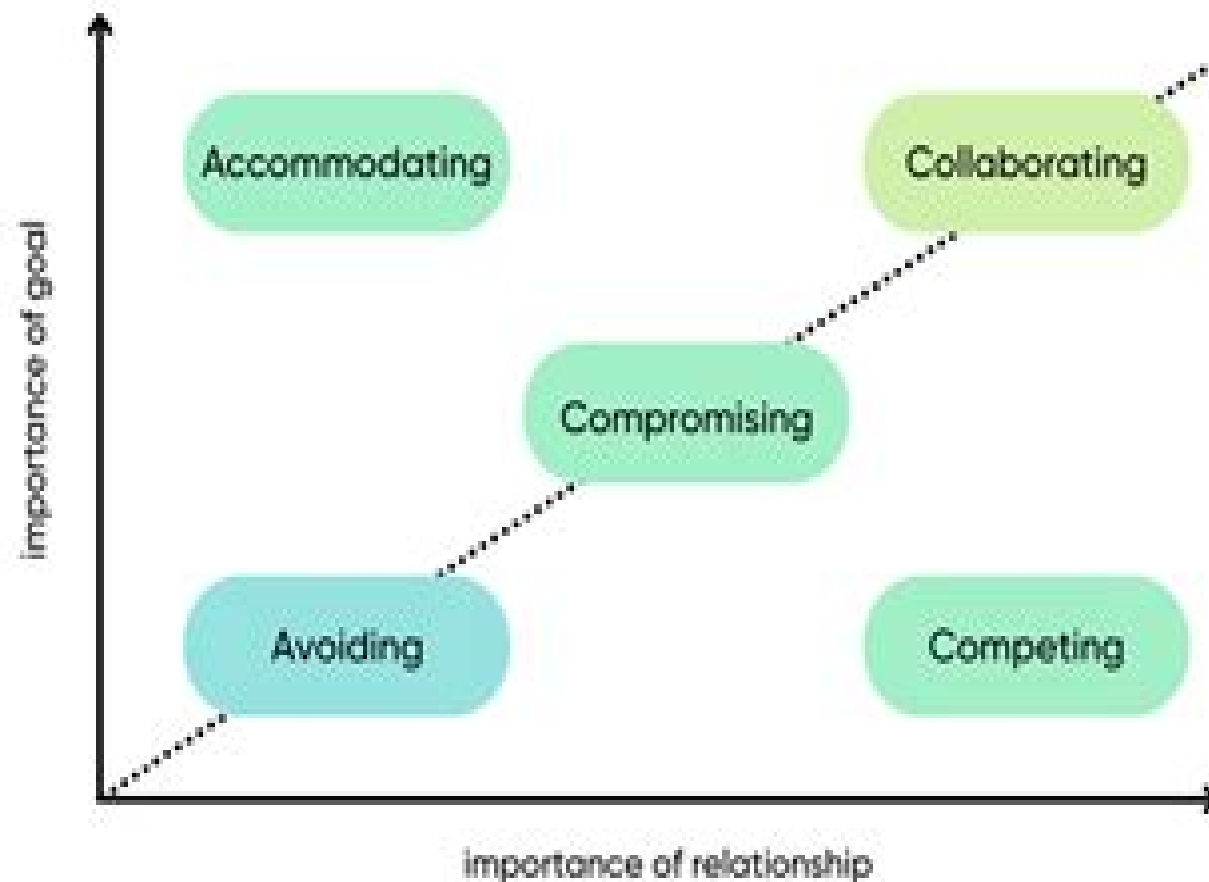 importance of goal
Accommodating
Collaborating
Compromising
Avoiding
Competing
importance of relationship